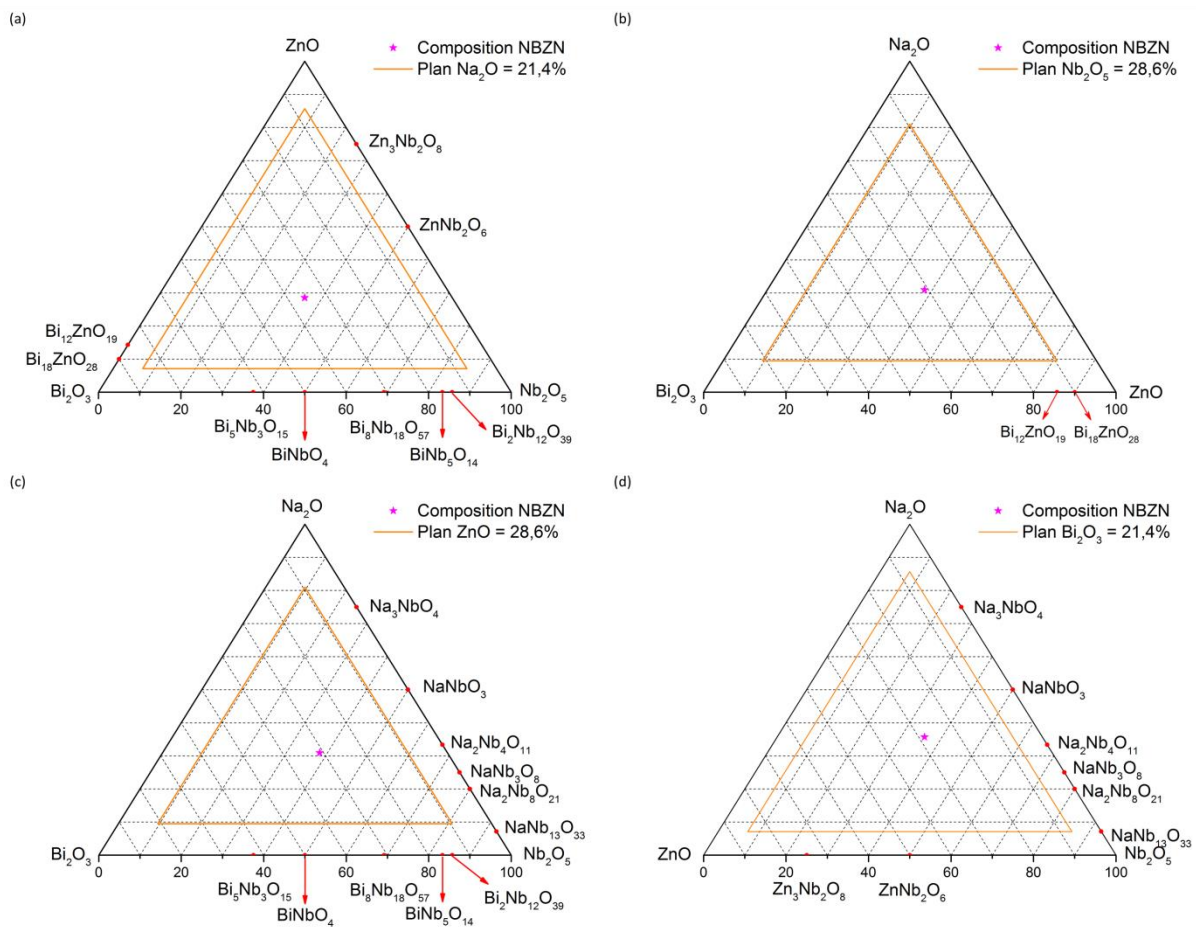 (a)
ZnO
Composition NBZN
Plan Na₂O = 21,4%
Zn₃Nb₂O₈
ZnNb₂O₆
Bi₁₂ZnO₁₉
Bi₁₈ZnO₂₈
Bi₂O₃
Nb₂O₅
0 20 40 60 80 100
Bi₅Nb₃O₁₅
BiNbO₄
Bi₈Nb₁₈O₅₇
BiNb₅O₁₄
Bi₂Nb₁₂O₃₉
(b)
Na₂O
Composition NBZN
Plan Nb₂O₅ = 28,6%
Bi₂O₃
ZnO
0 20 40 60 80 100
Bi₁₂ZnO₁₉
Bi₁₈ZnO₂₈
(c)
Na₂O
Composition NBZN
Plan ZnO = 28,6%
Na₃NbO₄
NaNbO₃
Na₂Nb₄O₁₁
NaNb₃O₈
Na₂Nb₈O₂₁
NaNb₁₃O₃₃
Bi₂O₃
Nb₂O₅
0 20 40 60 80 100
Bi₅Nb₃O₁₅
BiNbO₄
Bi₈Nb₁₈O₅₇
BiNb₅O₁₄
Bi₂Nb₁₂O₃₉
(d)
Na₂O
Composition NBZN
Plan Bi₂O₃ = 21,4%
Na₃NbO₄
NaNbO₃
Na₂Nb₄O₁₁
NaNb₃O₈
Na₂Nb₈O₂₁
NaNb₁₃O₃₃
ZnO
Nb₂O₅
0 20 40 60 80 100
Zn₃Nb₂O₈
ZnNb₂O₆